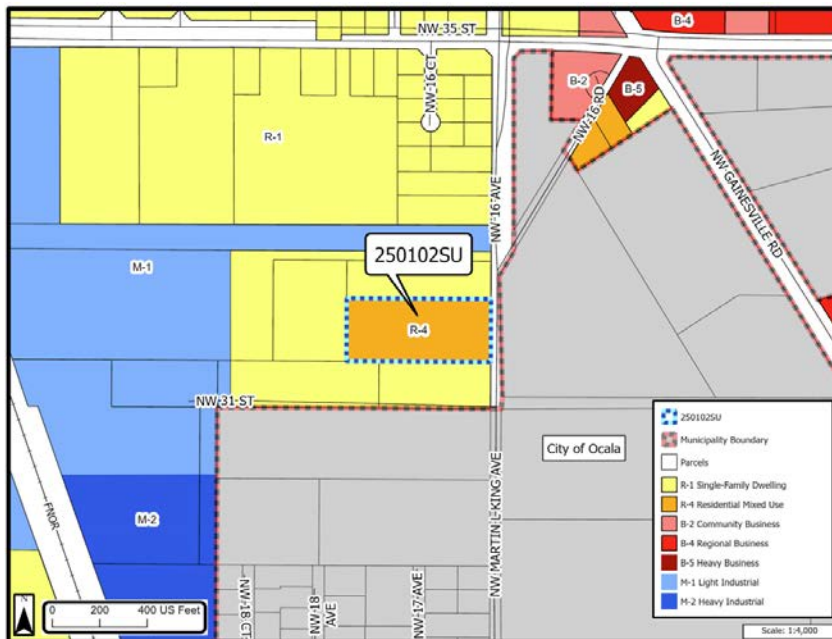 NW 35 ST
B-4
NW 16 CT
B-2
B-5
NW 16 RD
R-1
NW GAINESVILLE RD
NW 16 AVE
M-1
250102SU
R-4
NW 31 ST
City of Ocala
FNOR
M-2
NW MARTIN L KING AVE
NW 18 CT
NW 18 AVE
NW 17 AVE
250102SU
Municipality Boundary
Parcels
R-1 Single-Family Dwelling
R-4 Residential Mixed Use
B-2 Community Business
B-4 Regional Business
B-5 Heavy Business
M-1 Light Industrial
M-2 Heavy Industrial
0 200 400 US Feet
Scale: 1:4,000